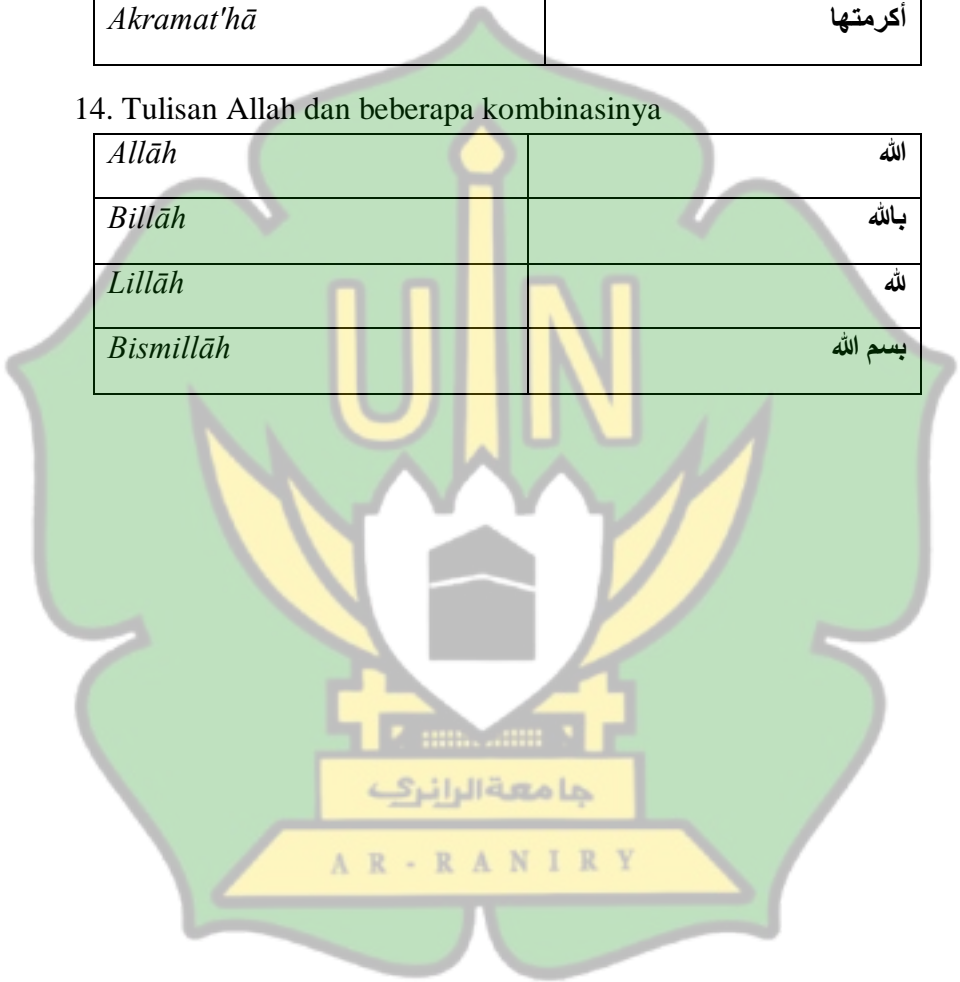 Akramat'hā أكرمتها
14. Tulisan Allah dan beberapa kombinasinya
Allāh الله
Billāh بالله
Lillāh لله
Bismillāh بسم الله
UIN
جامعة الرانري
AR-RANIRY